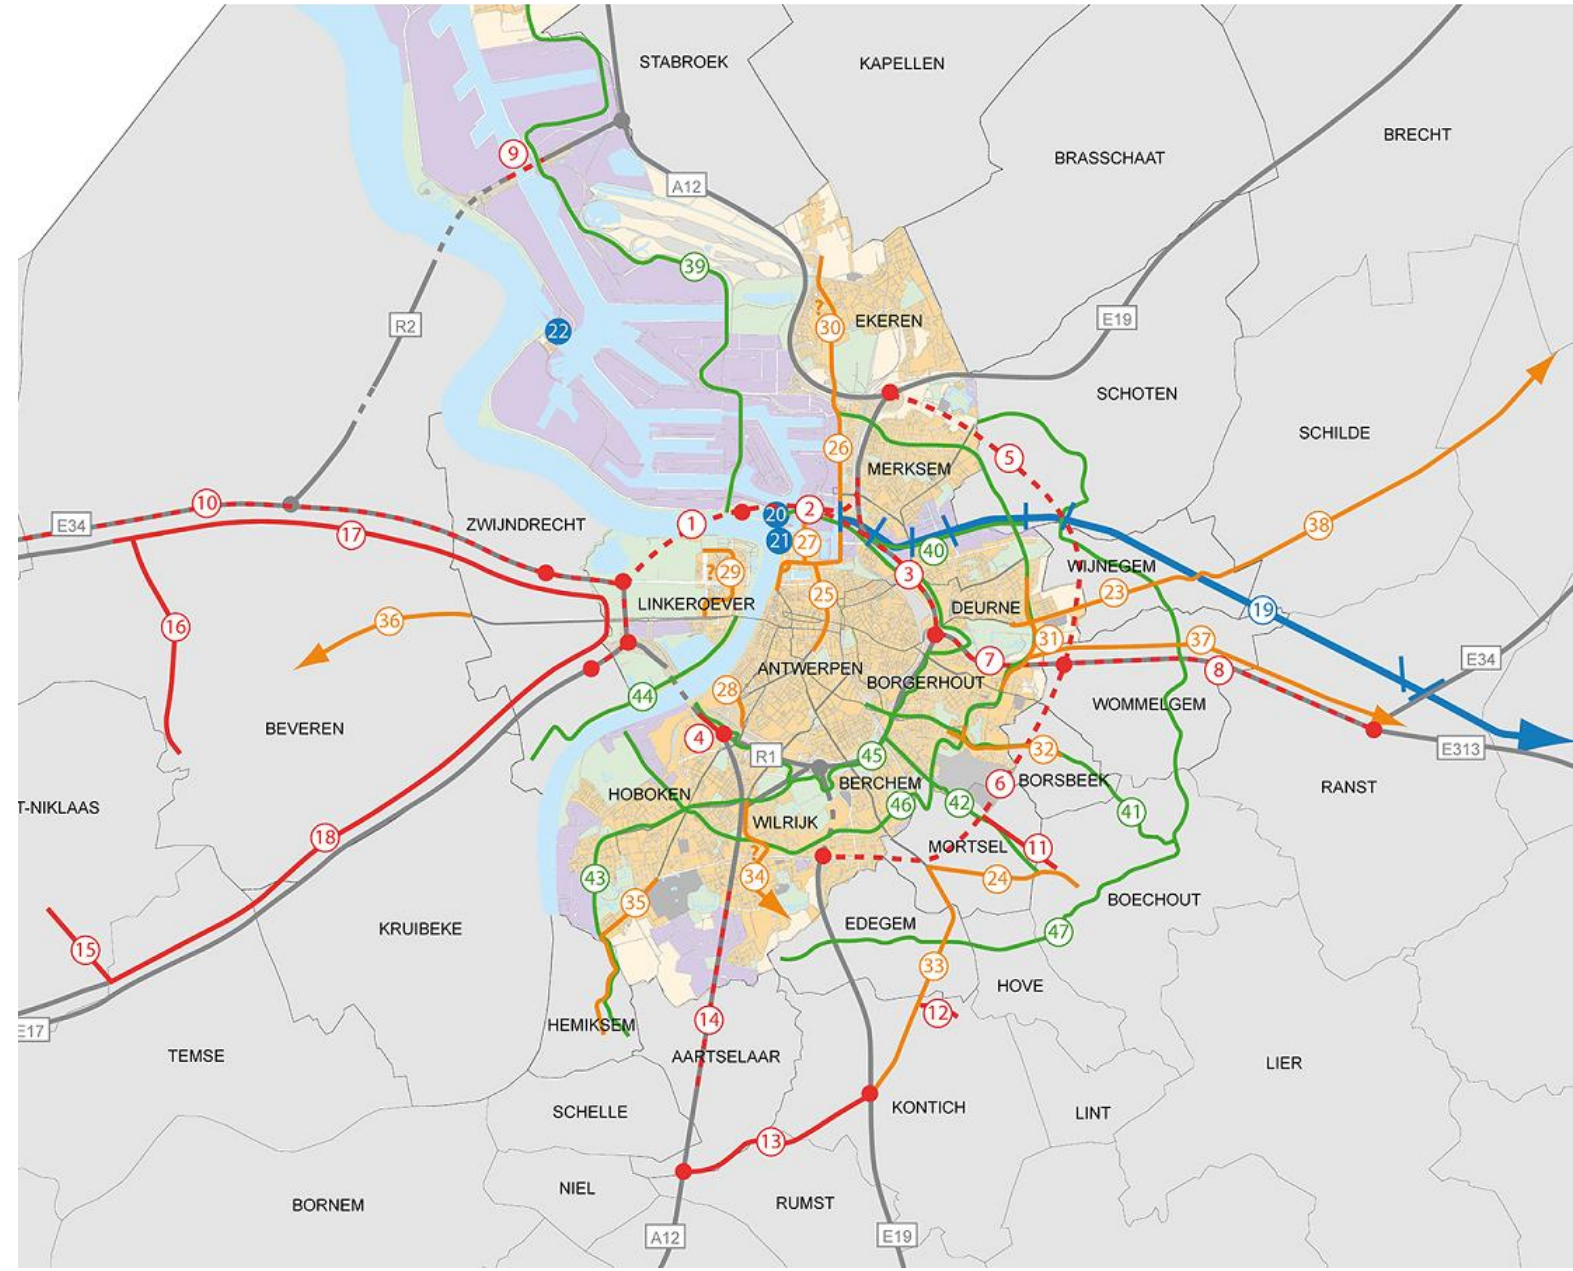 STABROEK
KAPELLEN
BRECHT
9
BRASSCHAAT
A12
39
R2
22
30
?
EKEREN
E19
SCHOTEN
SCHILDE
26
5
MERKSEM
10
E34
17
ZWIJNDRECHT
1
20
2
21
27
40
38
3
WIJNEGEM
29
?
25
LINKEROEVER
DEURNE
23
19
36
16
31
37
E34
7
8
ANTWERPEN
BORGERHOUT
28
44
WOMMELGEM
BEVEREN
4
R1
45
32
E313
HOBOKEN
BERCHEM
6
BORSBEEK
RANST
T-NIKLAAS
46
42
41
WILRIJK
18
MORTSEL
11
?
34
43
24
35
BOECHOUT
KRUIBEKE
EDEGEM
47
15
33
HOVE
12
E17
14
HEMIKSEM
TEMSE
AARTSELAAR
LIER
SCHELLE
KONTICH
LINT
13
NIEL
RUMST
BORNEM
A12
E19